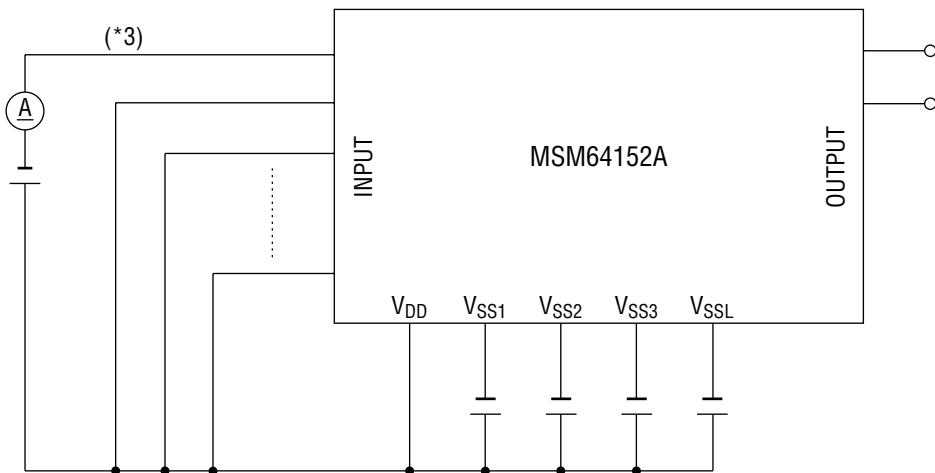 (*3)
A
INPUT
MSM64152A
OUTPUT
VDD VSS1 VSS2 VSS3 VSSL